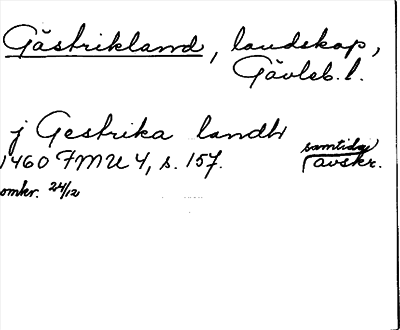 Gästrikland, landskap,
Gävleb. l.
j Gestrika landh
1460 FMU 4, s. 157. samtida
avskr.
omkr. 24/12